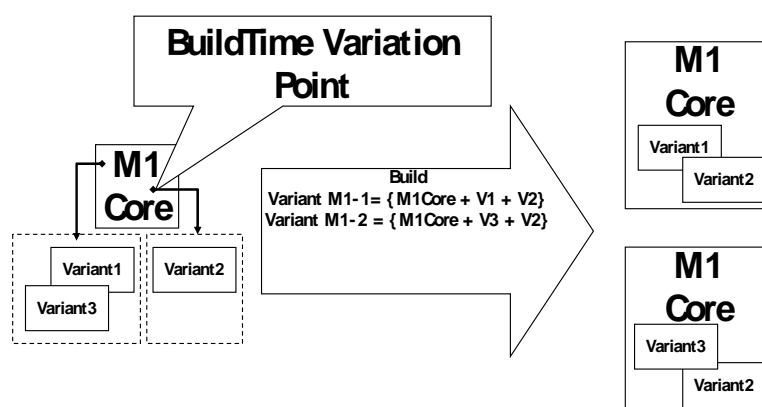 BuildTime Variation
Point
M1
Core
Variant1
Variant3
Variant2
Build
Variant M1-1= { M1Core + V1 + V2}
Variant M1-2 = { M1Core + V3 + V2}
M1
Core
Variant1
Variant2
M1
Core
Variant3
Variant2